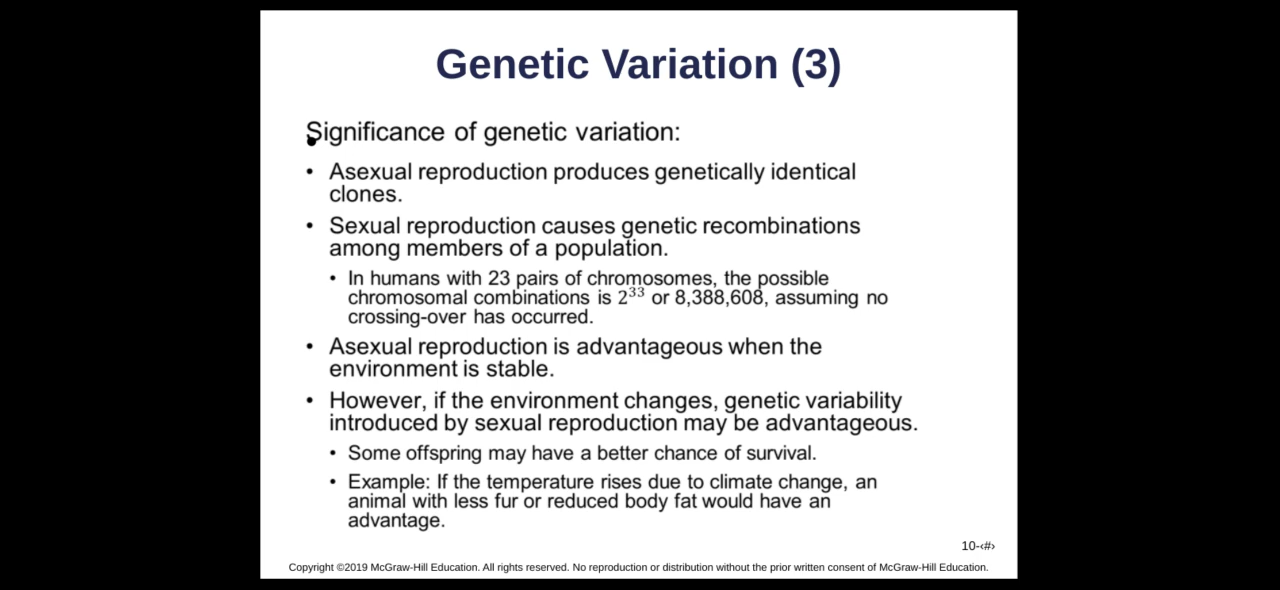 Genetic Variation (3)
Significance of genetic variation:
• Asexual reproduction produces genetically identical
clones.
• Sexual reproduction causes genetic recombinations
among members of a population.
• In humans with 23 pairs of chromosomes, the possible
chromosomal combinations is 2³³ or 8,388,608, assuming no
crossing-over has occurred.
• Asexual reproduction is advantageous when the
environment is stable.
• However, if the environment changes, genetic variability
introduced by sexual reproduction may be advantageous.
• Some offspring may have a better chance of survival.
• Example: If the temperature rises due to climate change, an
animal with less fur or reduced body fat would have an
advantage.
10-‹#›
Copyright ©2019 McGraw-Hill Education. All rights reserved. No reproduction or distribution without the prior written consent of McGraw-Hill Education.